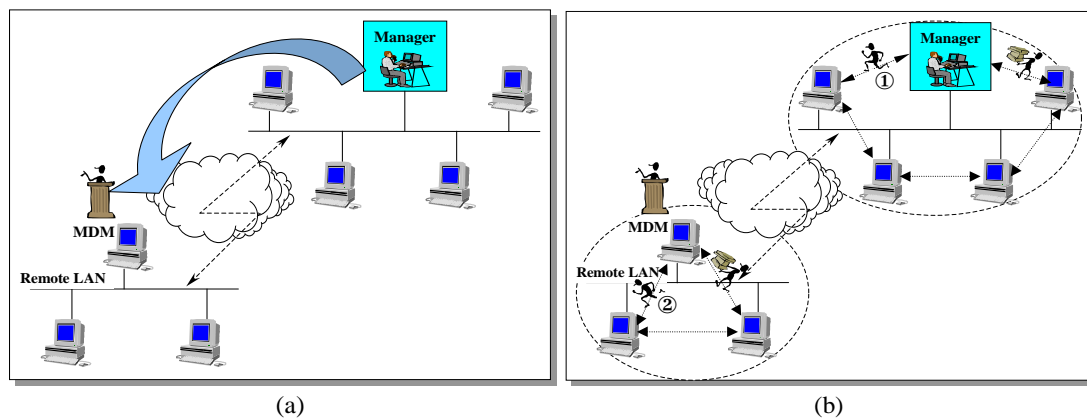 Manager
MDM
Remote LAN
(a)
Manager
①
MDM
Remote LAN
②
(b)